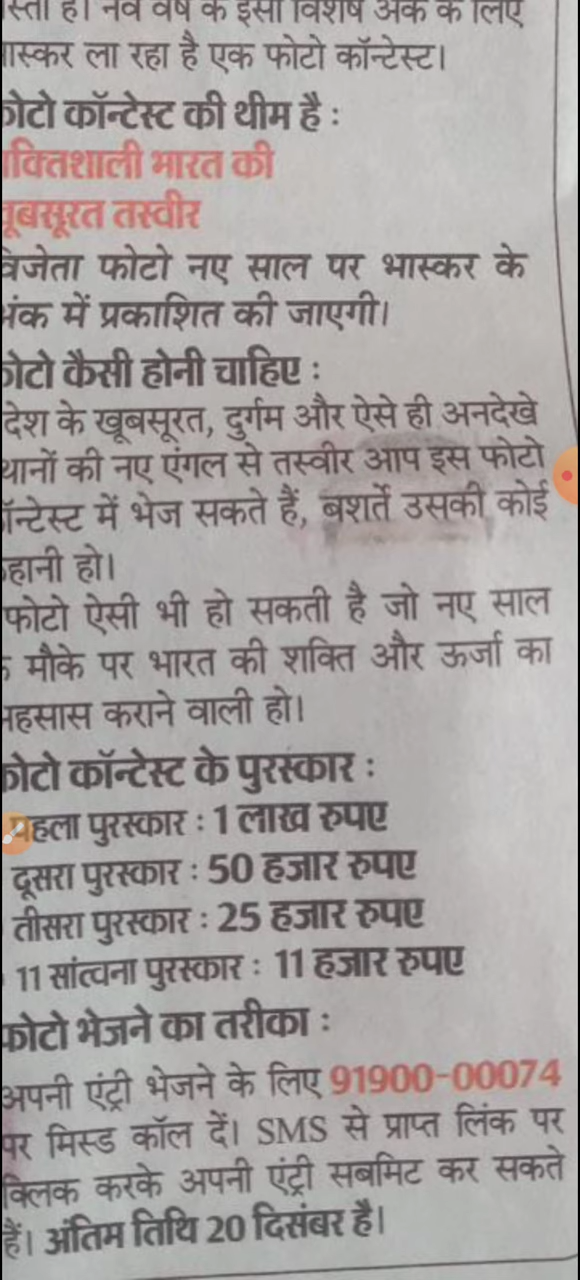 है। नव वर्ष के इसी विशेष अंक के लिए
ास्कर ला रहा है एक फोटो कॉन्टेस्ट।
ोटो कॉन्टेस्ट की थीम है :
क्तिशाली भारत की
ूबसूरत तस्वीर
वजेता फोटो नए साल पर भास्कर के
अंक में प्रकाशित की जाएगी।
ोटो कैसी होनी चाहिए :
देश के खूबसूरत, दुर्गम और ऐसे ही अनदेखे
थानों की नए एंगल से तस्वीर आप इस फोटो
ॉन्टेस्ट में भेज सकते हैं, बशर्ते उसकी कोई
हानी हो।
फोटो ऐसी भी हो सकती है जो नए साल
के मौके पर भारत की शक्ति और ऊर्जा का
अहसास कराने वाली हो।
फोटो कॉन्टेस्ट के पुरस्कार :
पहला पुरस्कार : 1 लाख रुपए
दूसरा पुरस्कार : 50 हजार रुपए
तीसरा पुरस्कार : 25 हजार रुपए
11 सांत्वना पुरस्कार : 11 हजार रुपए
फोटो भेजने का तरीका :
अपनी एंट्री भेजने के लिए 91900-00074
पर मिस्ड कॉल दें। SMS से प्राप्त लिंक पर
क्लिक करके अपनी एंट्री सबमिट कर सकते
हैं। अंतिम तिथि 20 दिसंबर है।